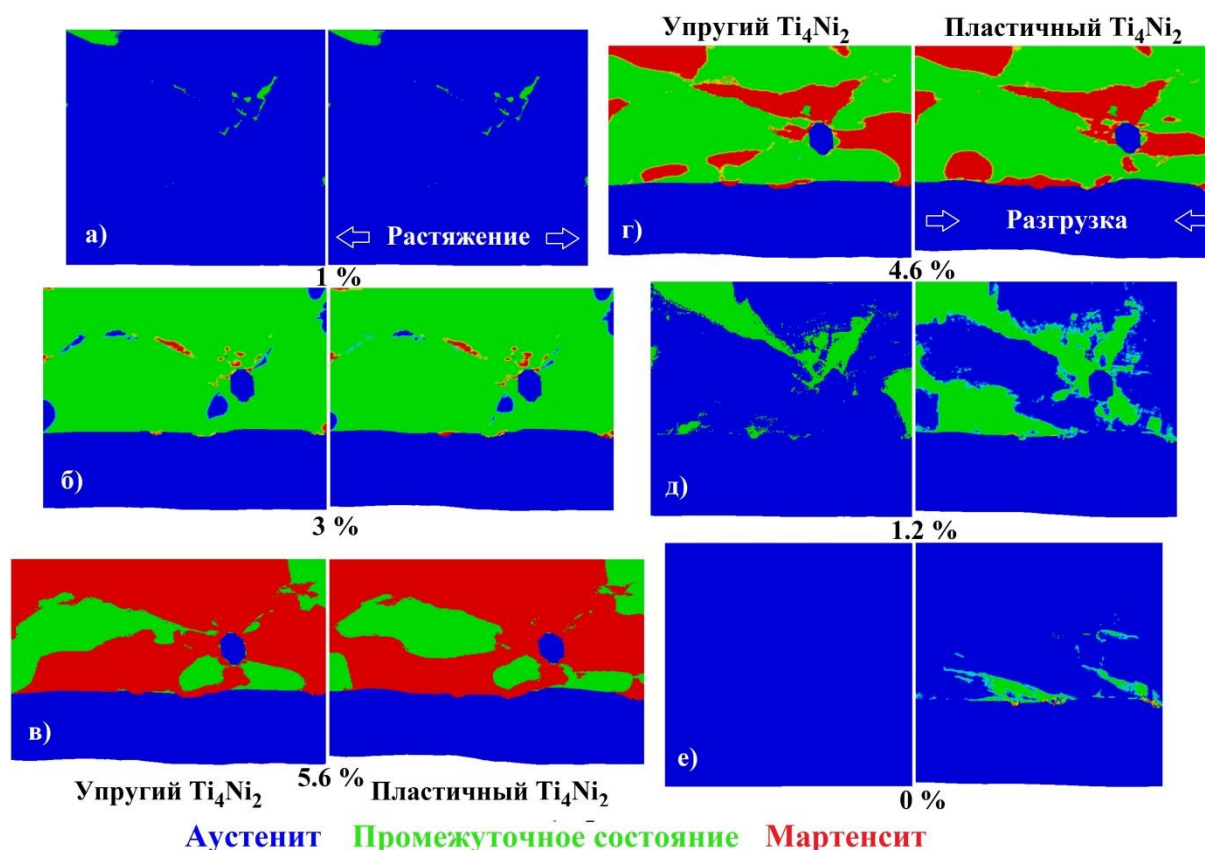 Упругий Ti4Ni2
Пластичный Ti4Ni2
а)
Растяжение
1 %
г)
Разгрузка
4.6 %
б)
3 %
д)
1.2 %
в)
5.6 %
Упругий Ti4Ni2
Пластичный Ti4Ni2
е)
0 %
Аустенит Промежуточное состояние Мартенсит